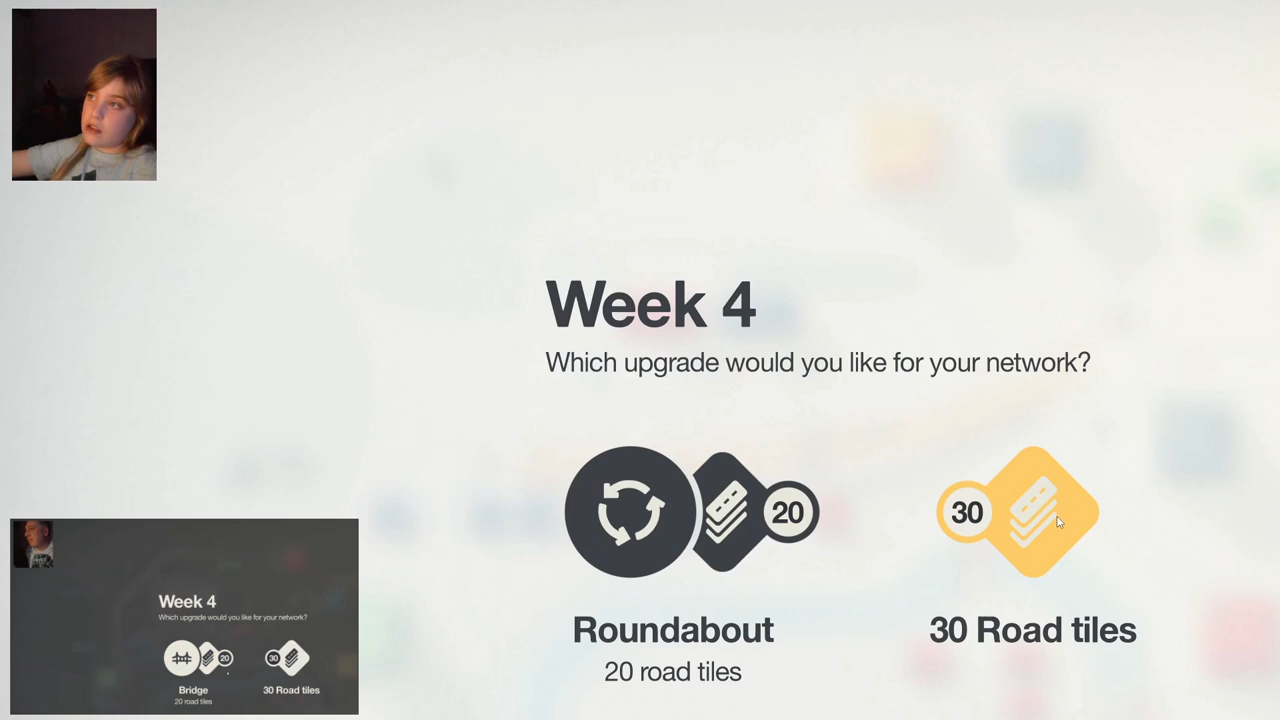 Week 4
Which upgrade would you like for your network?
20
30
Roundabout
20 road tiles
30 Road tiles
Week 4
Which upgrade would you like for your network?
20
30
Bridge
20 road tiles
30 Road tiles